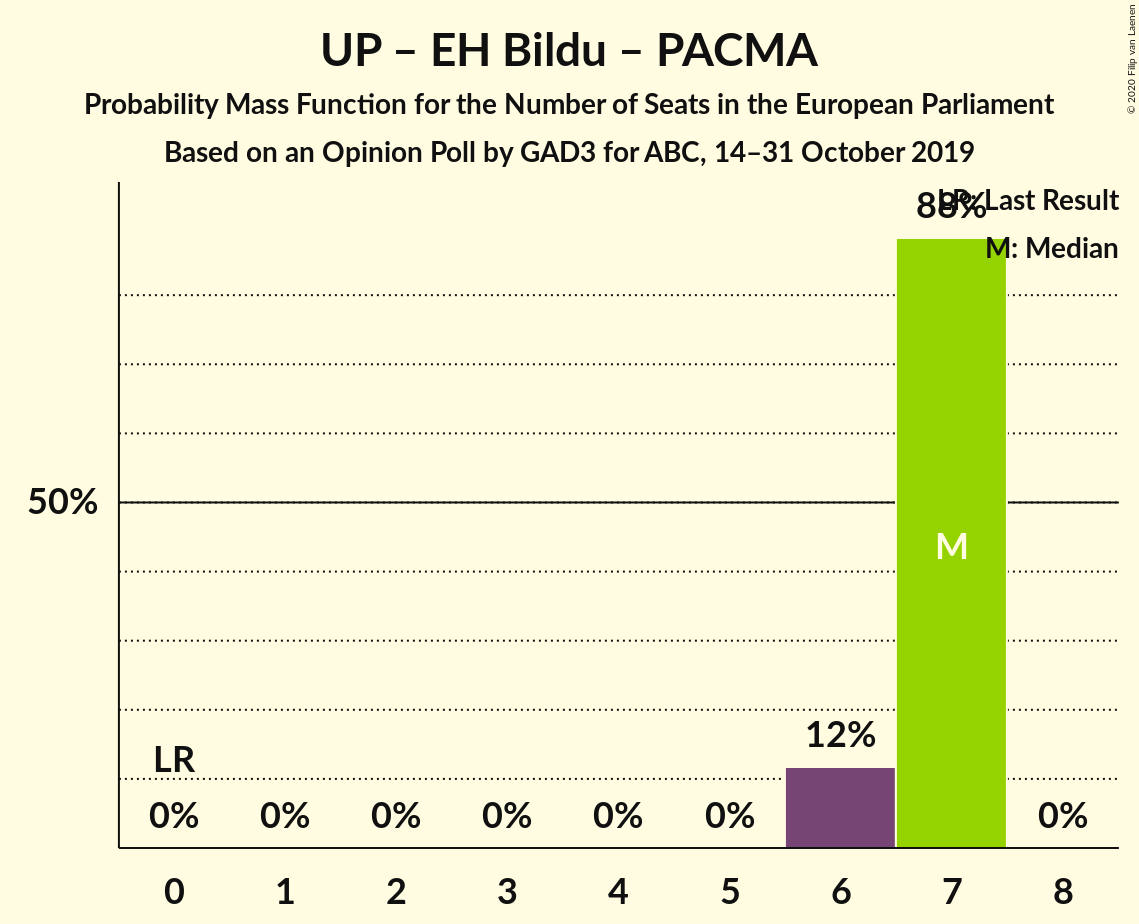 UP – EH Bildu – PACMA
Probability Mass Function for the Number of Seats in the European Parliament
Based on an Opinion Poll by GAD3 for ABC, 14–31 October 2019
© 2020 Filip van Laenen
LR: Last Result
M: Median
88%
50%
M
12%
LR
0% 0% 0% 0% 0% 0% 0%
0 1 2 3 4 5 6 7 8